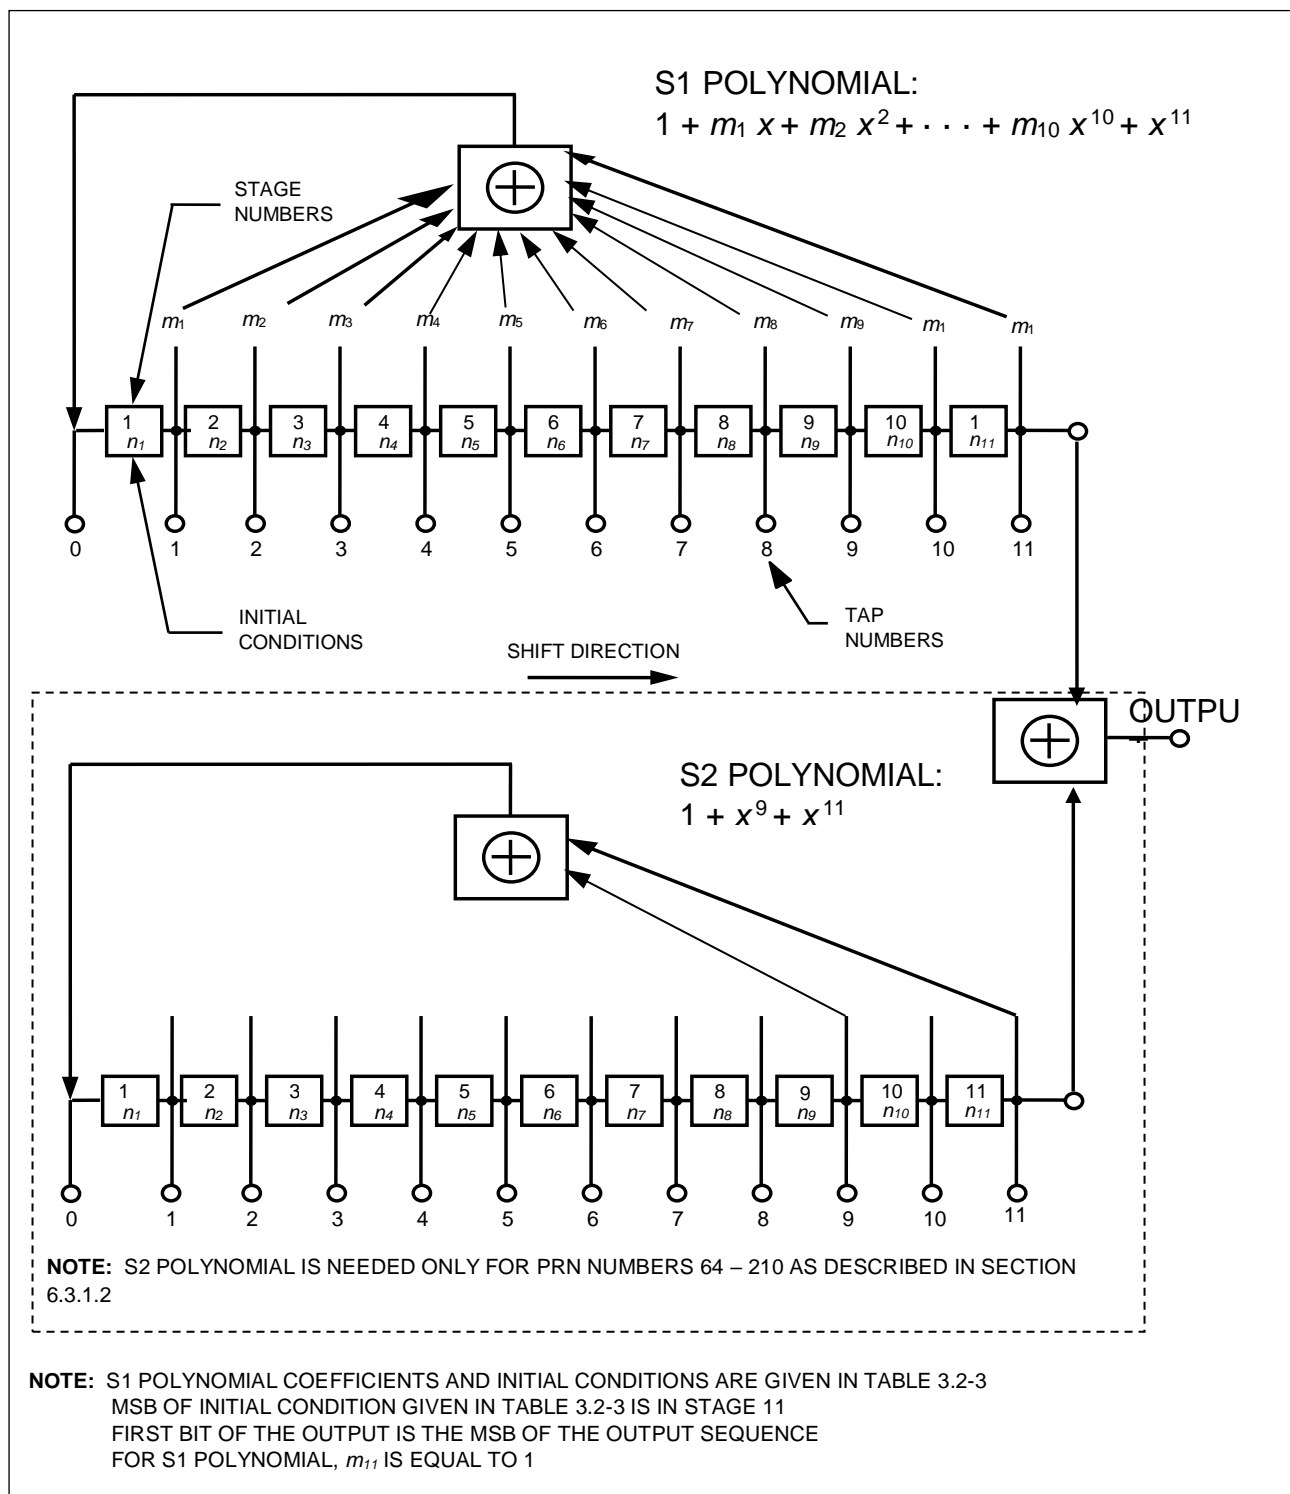 S1 POLYNOMIAL:
1 + m1 x + m2 x2 + · · · + m10 x10 + x11
STAGE
NUMBERS
m1 m2 m3 m4 m5 m6 m7 m8 m9 m1 m1
1 2 3 4 5 6 7 8 9 10 1
n1 n2 n3 n4 n5 n6 n7 n8 n9 n10 n11
0 1 2 3 4 5 6 7 8 9 10 11
INITIAL
CONDITIONS
TAP
NUMBERS
SHIFT DIRECTION
OUTPU
S2 POLYNOMIAL:
1 + x9 + x11
1 2 3 4 5 6 7 8 9 10 11
n1 n2 n3 n4 n5 n6 n7 n8 n9 n10 n11
0 1 2 3 4 5 6 7 8 9 10 11
NOTE: S2 POLYNOMIAL IS NEEDED ONLY FOR PRN NUMBERS 64 – 210 AS DESCRIBED IN SECTION
6.3.1.2
NOTE: S1 POLYNOMIAL COEFFICIENTS AND INITIAL CONDITIONS ARE GIVEN IN TABLE 3.2-3
MSB OF INITIAL CONDITION GIVEN IN TABLE 3.2-3 IS IN STAGE 11
FIRST BIT OF THE OUTPUT IS THE MSB OF THE OUTPUT SEQUENCE
FOR S1 POLYNOMIAL, m11 IS EQUAL TO 1